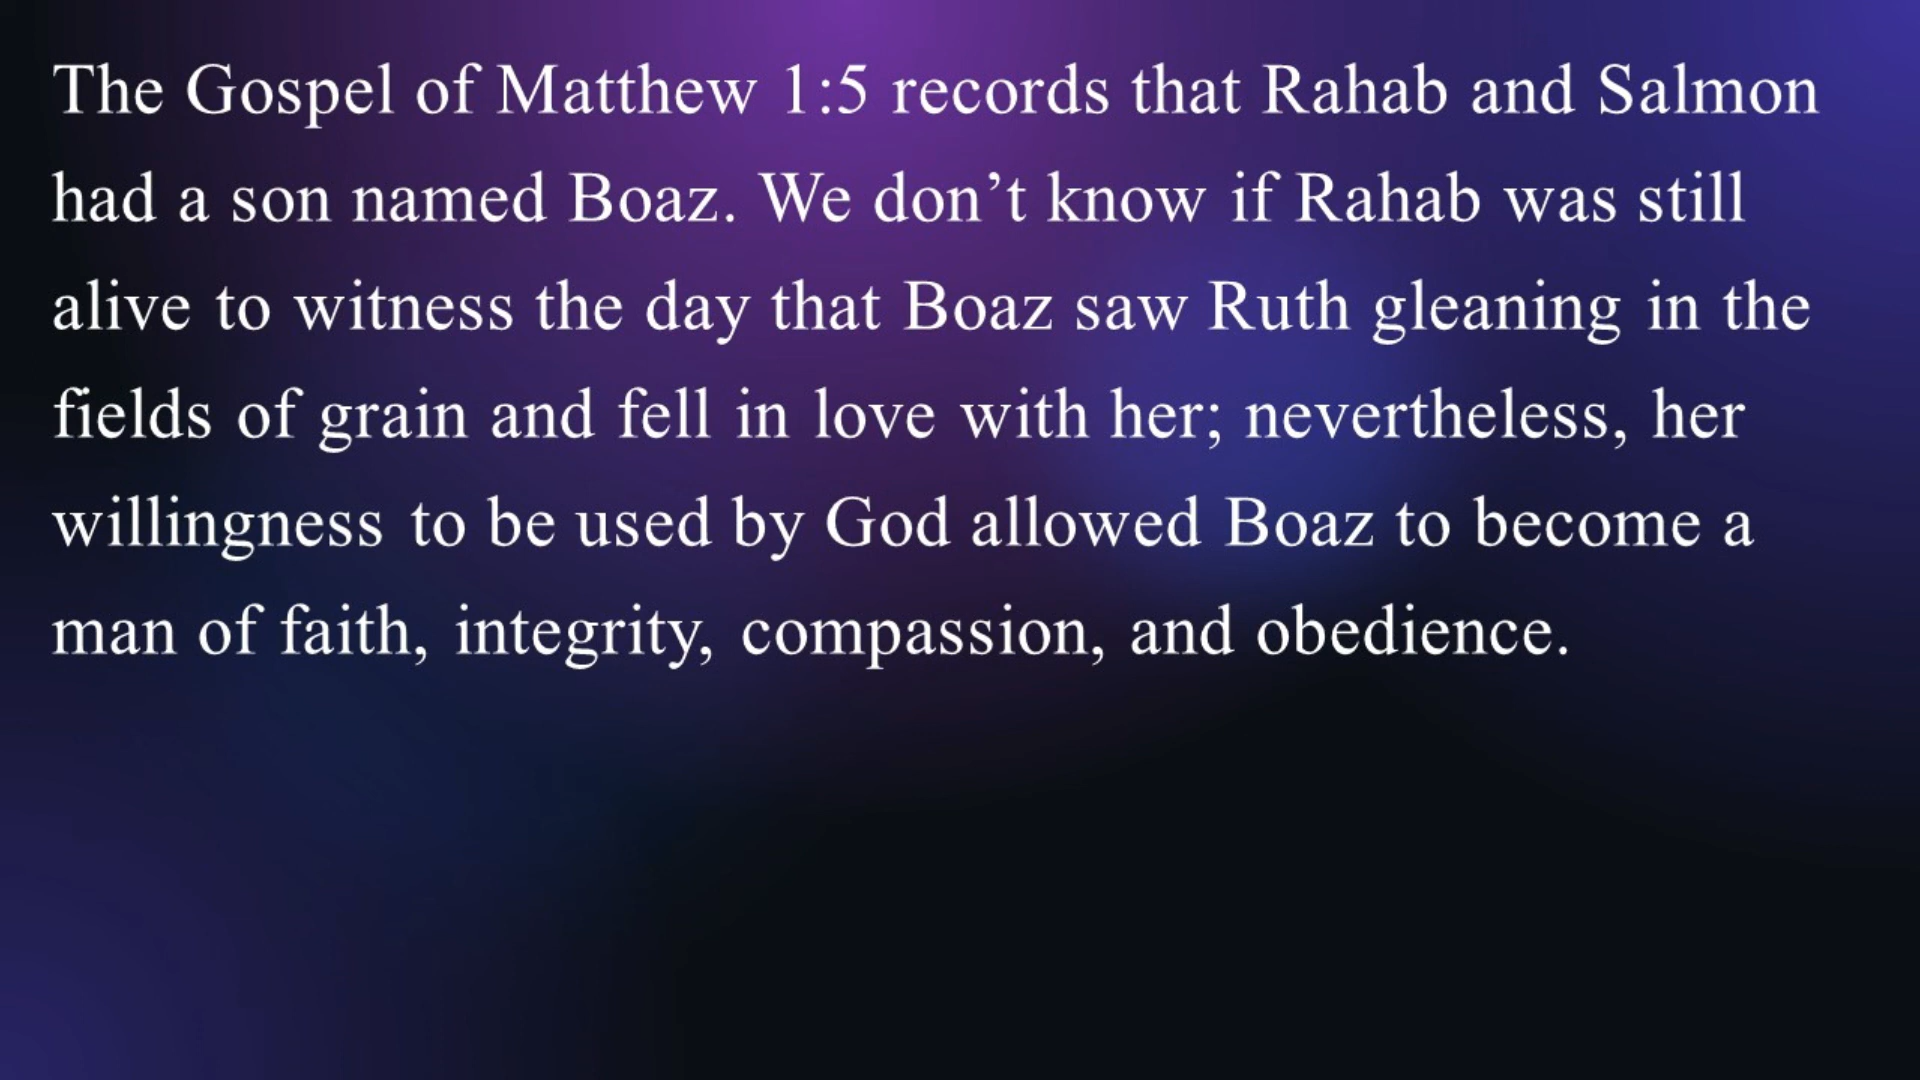 The Gospel of Matthew 1:5 records that Rahab and Salmon
had a son named Boaz. We don’t know if Rahab was still
alive to witness the day that Boaz saw Ruth gleaning in the
fields of grain and fell in love with her; nevertheless, her
willingness to be used by God allowed Boaz to become a
man of faith, integrity, compassion, and obedience.